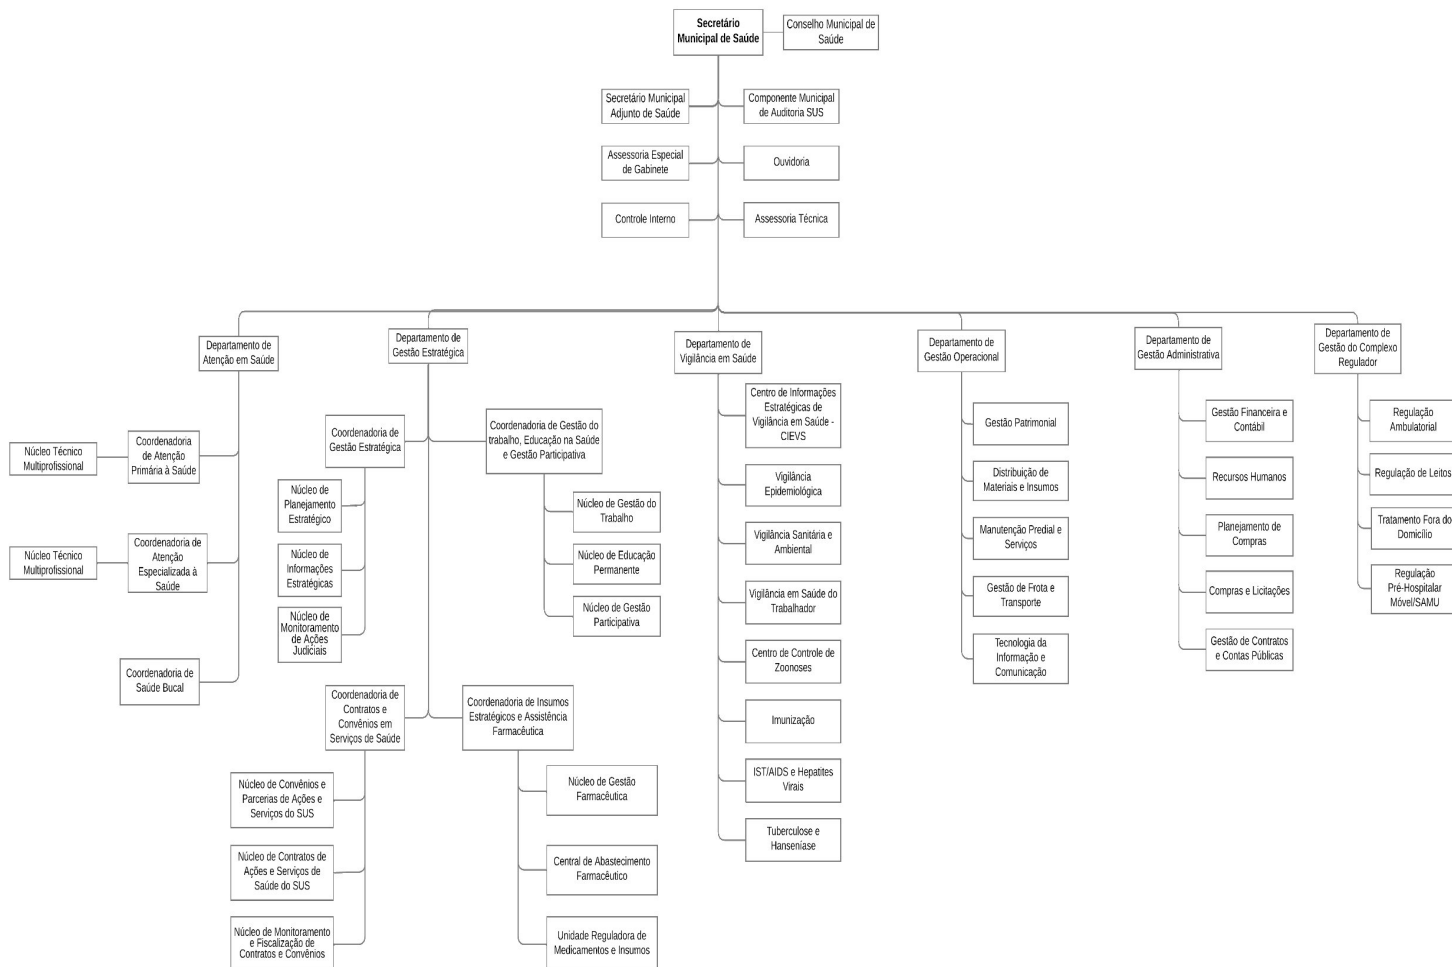 Secretário
Municipal de Saúde
Conselho Municipal de
Saúde
Secretário Municipal
Adjunto de Saúde
Componente Municipal
de Auditoria SUS
Assessoria Especial
de Gabinete
Ouvidoria
Controle Interno
Assessoria Técnica
Departamento de
Atenção em Saúde
Coordenadoria
de Atenção
Primária à Saúde
Núcleo Técnico
Multiprofissional
Coordenadoria de
Atenção
Especializada à
Saúde
Núcleo Técnico
Multiprofissional
Coordenadoria de
Saúde Bucal
Departamento de
Gestão Estratégica
Coordenadoria de
Gestão Estratégica
Núcleo de
Planejamento
Estratégico
Núcleo de
Informações
Estratégicas
Núcleo de
Monitoramento
de Ações
Judiciais
Coordenadoria de Gestão do
trabalho, Educação na Saúde
e Gestão Participativa
Núcleo de Gestão do
Trabalho
Núcleo de Educação
Permanente
Núcleo de Gestão
Participativa
Coordenadoria de
Contratos e
Convênios em
Serviços de Saúde
Núcleo de Convênios e
Parcerias de Ações e
Serviços do SUS
Núcleo de Contratos de
Ações e Serviços de
Saúde do SUS
Núcleo de Monitoramento
e Fiscalização de
Contratos e Convênios
Coordenadoria de Insumos
Estratégicos e Assistência
Farmacêutica
Núcleo de Gestão
Farmacêutica
Central de Abastecimento
Farmacêutico
Unidade Reguladora de
Medicamentos e Insumos
Departamento de
Vigilância em Saúde
Centro de Informações
Estratégicas de
Vigilância em Saúde -
CIEVS
Vigilância
Epidemiológica
Vigilância Sanitária e
Ambiental
Vigilância em Saúde do
Trabalhador
Centro de Controle de
Zoonoses
Imunização
IST/AIDS e Hepatites
Virais
Tuberculose e
Hanseníase
Departamento de
Gestão Operacional
Gestão Patrimonial
Distribuição de
Materiais e Insumos
Manutenção Predial e
Serviços
Gestão de Frota e
Transporte
Tecnologia da
Informação e
Comunicação
Departamento de
Gestão Administrativa
Gestão Financeira e
Contábil
Recursos Humanos
Planejamento de
Compras
Compras e Licitações
Gestão de Contratos
e Contas Públicas
Departamento de
Gestão do Complexo
Regulador
Regulação
Ambulatorial
Regulação de Leitos
Tratamento Fora do
Domicílio
Regulação
Pré-Hospitalar
Móvel/SAMU